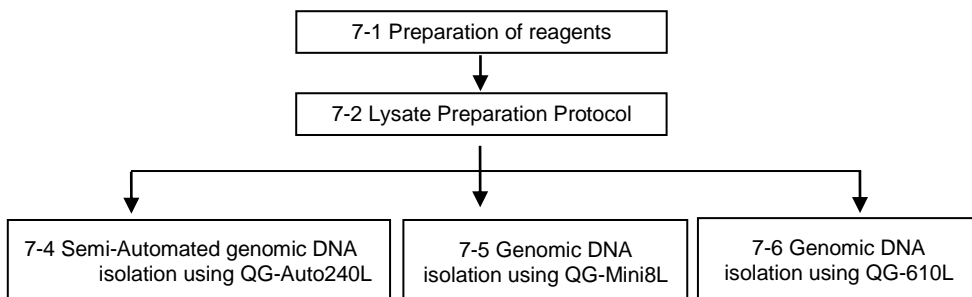 7-1 Preparation of reagents
7-2 Lysate Preparation Protocol
7-4 Semi-Automated genomic DNA
isolation using QG-Auto240L
7-5 Genomic DNA
isolation using QG-Mini8L
7-6 Genomic DNA
isolation using QG-610L